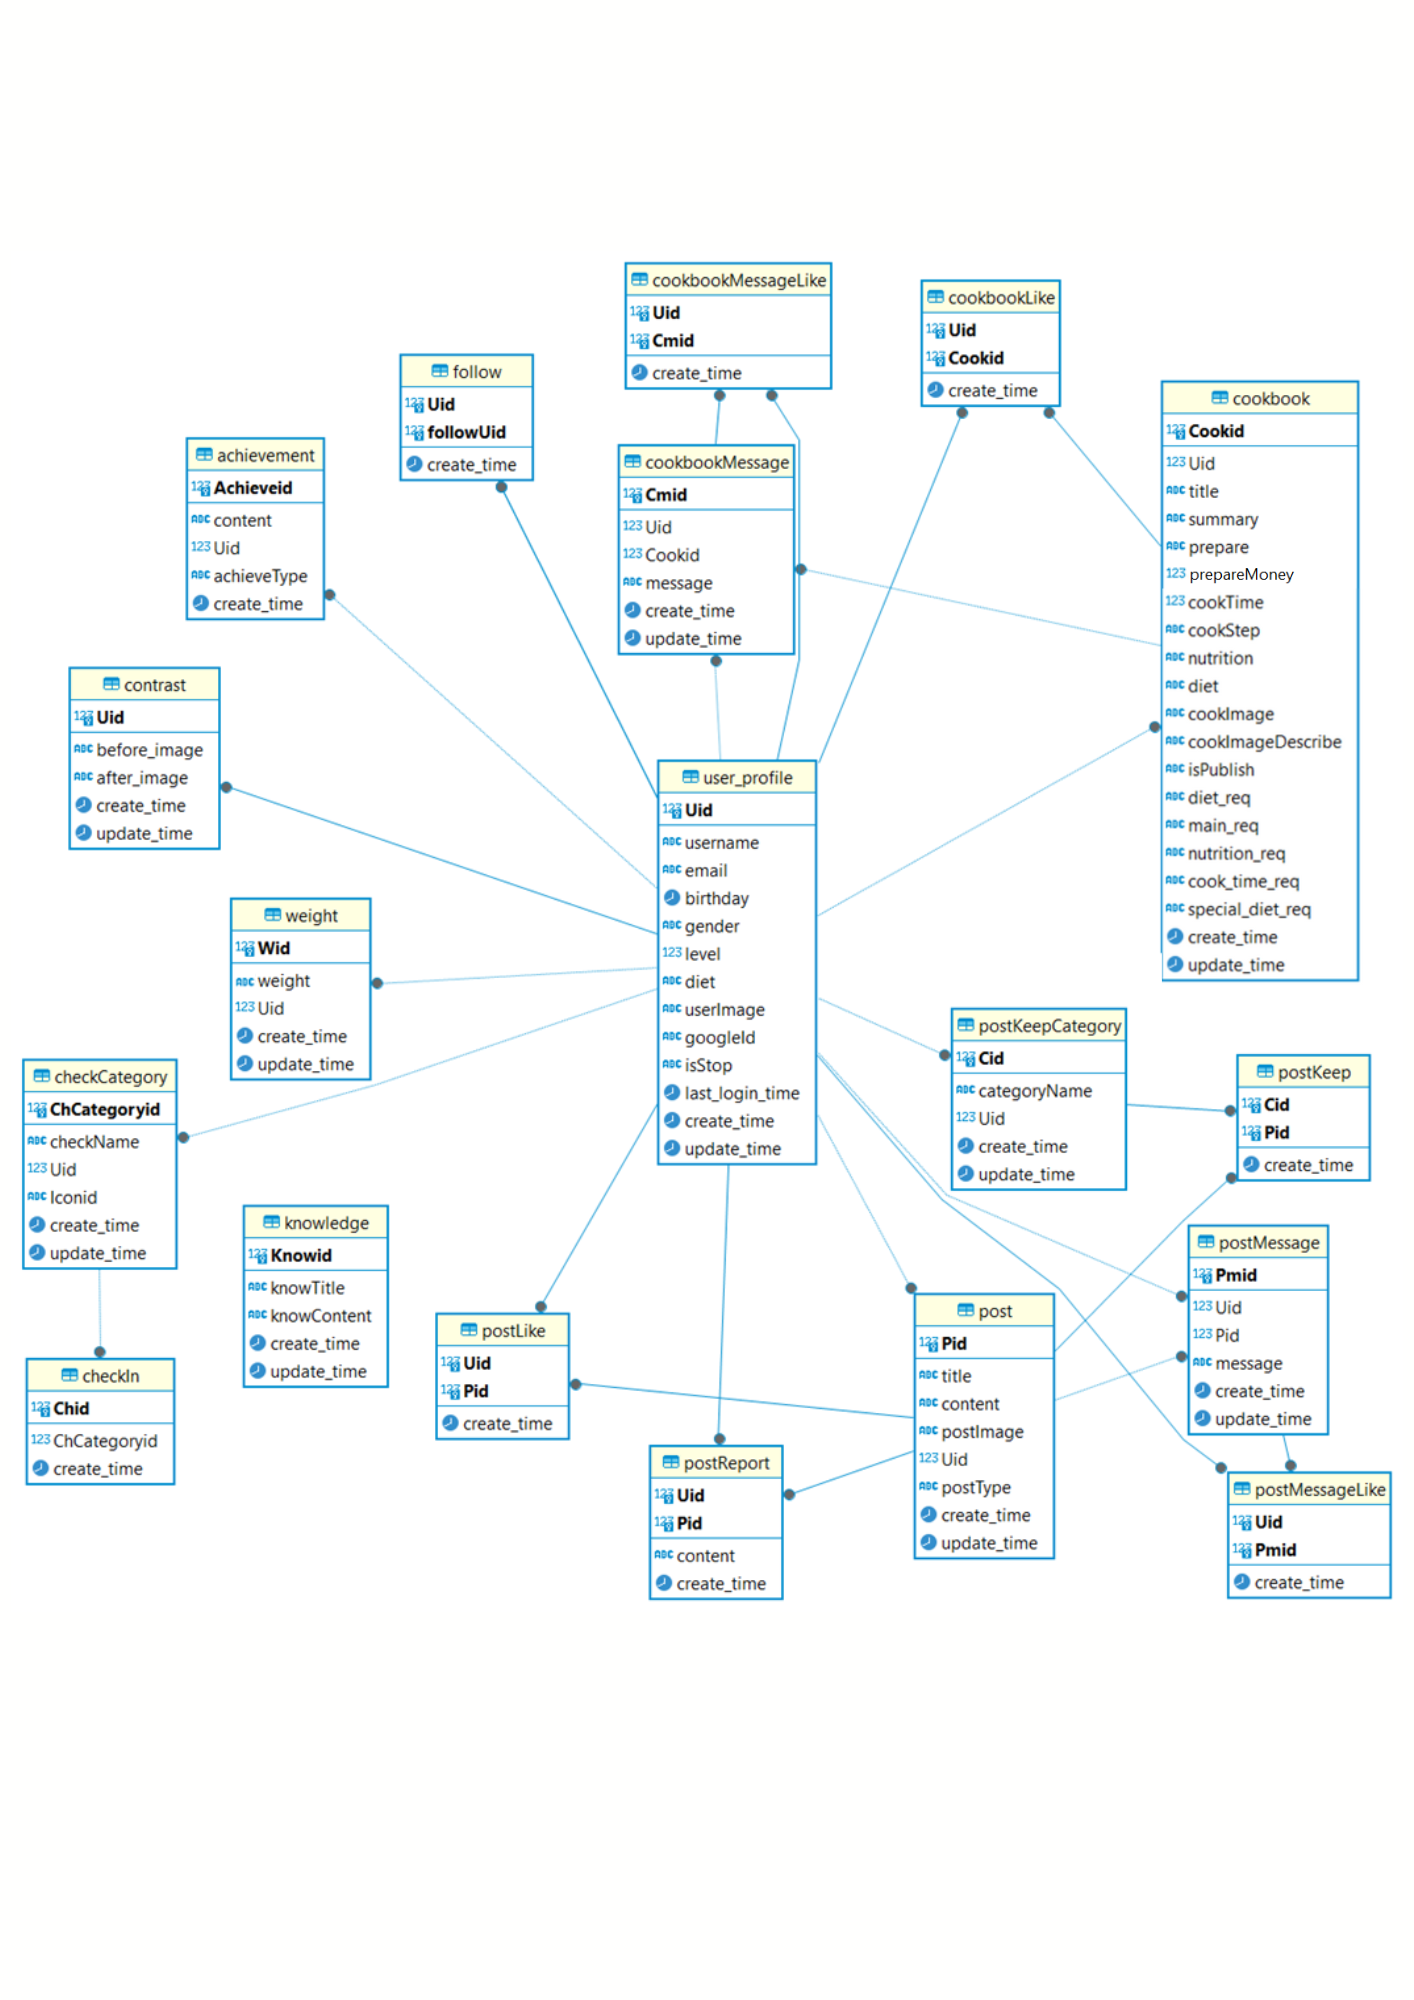 cookbookMessageLike
Uid
Cmid
create_time
cookbookLike
Uid
Cookid
create_time
follow
Uid
followUid
create_time
cookbook
Cookid
Uid
title
summary
prepare
prepareMoney
cookTime
cookStep
nutrition
diet
cookImage
cookImageDescribe
isPublish
diet_req
main_req
nutrition_req
cook_time_req
special_diet_req
create_time
update_time
achievement
Achieveid
content
Uid
achieveType
create_time
cookbookMessage
Cmid
Uid
Cookid
message
create_time
update_time
contrast
Uid
before_image
after_image
create_time
update_time
user_profile
Uid
username
email
birthday
gender
level
diet
userImage
googleId
isStop
last_login_time
create_time
update_time
weight
Wid
weight
Uid
create_time
update_time
postKeepCategory
Cid
categoryName
Uid
create_time
update_time
postKeep
Cid
Pid
create_time
checkCategory
ChCategoryid
checkName
Uid
Iconid
create_time
update_time
knowledge
Knowid
knowTitle
knowContent
create_time
update_time
postMessage
Pmid
Uid
Pid
message
create_time
update_time
post
Pid
title
content
postImage
Uid
postType
create_time
update_time
postLike
Uid
Pid
create_time
checkIn
Chid
ChCategoryid
create_time
postReport
Uid
Pid
content
create_time
postMessageLike
Uid
Pmid
create_time